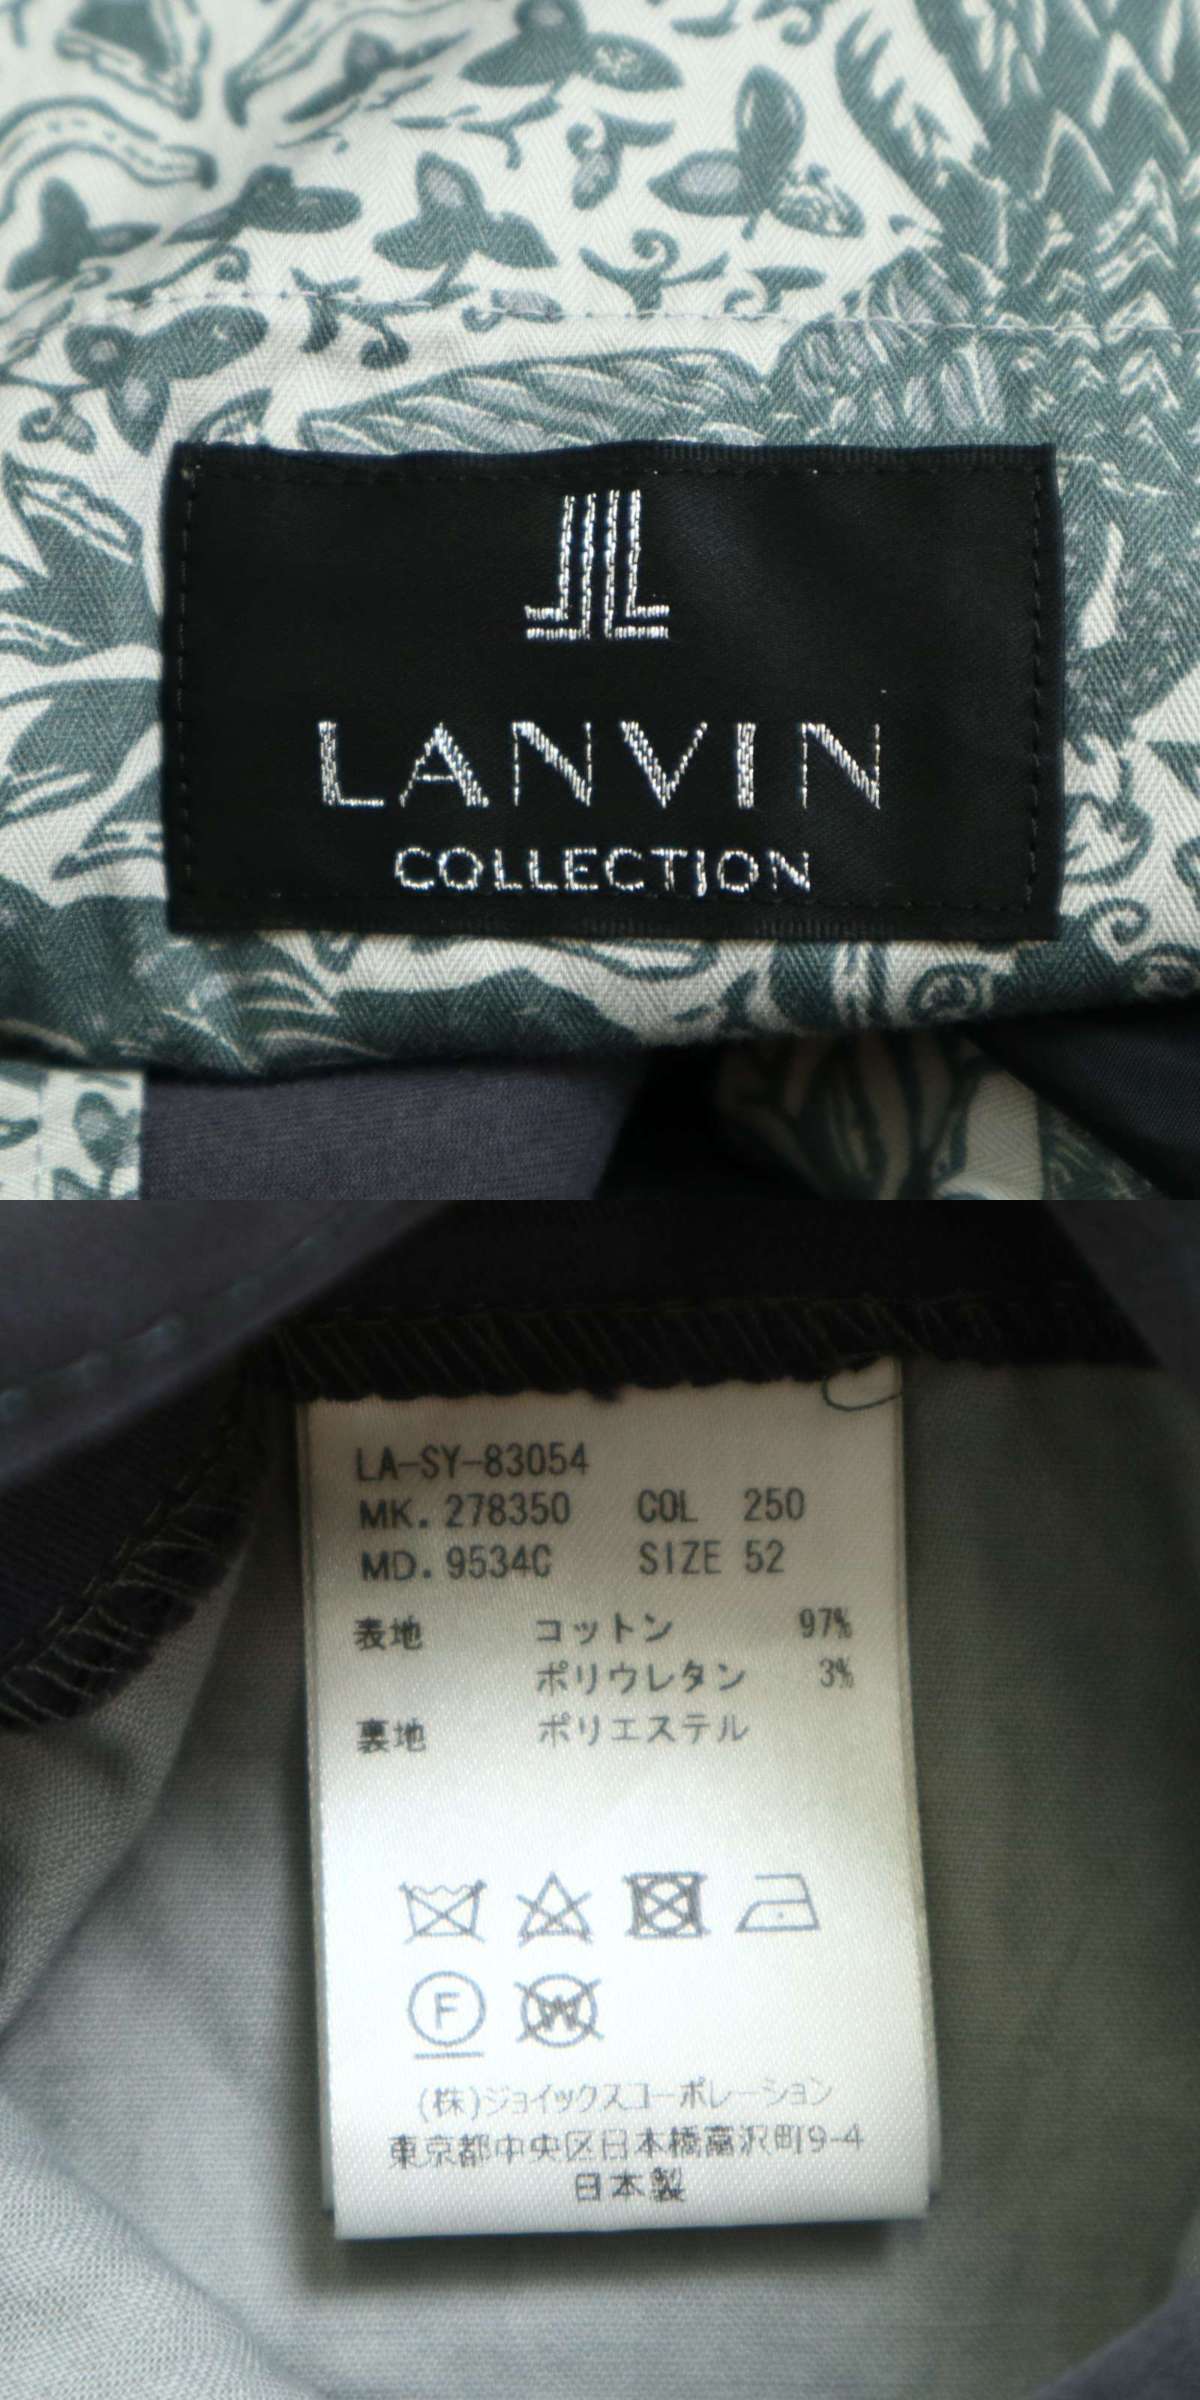 LANVIN
COLLECTION
LA-SY-83054
MK. 278350 COL 250
MD. 9534C SIZE 52
表地 コットン 97%
ポリウレタン 3%
裏地 ポリエステル
F W
(株)ジョイックスコーポレーション
東京都中央区日本橋富沢町9-4
日本製